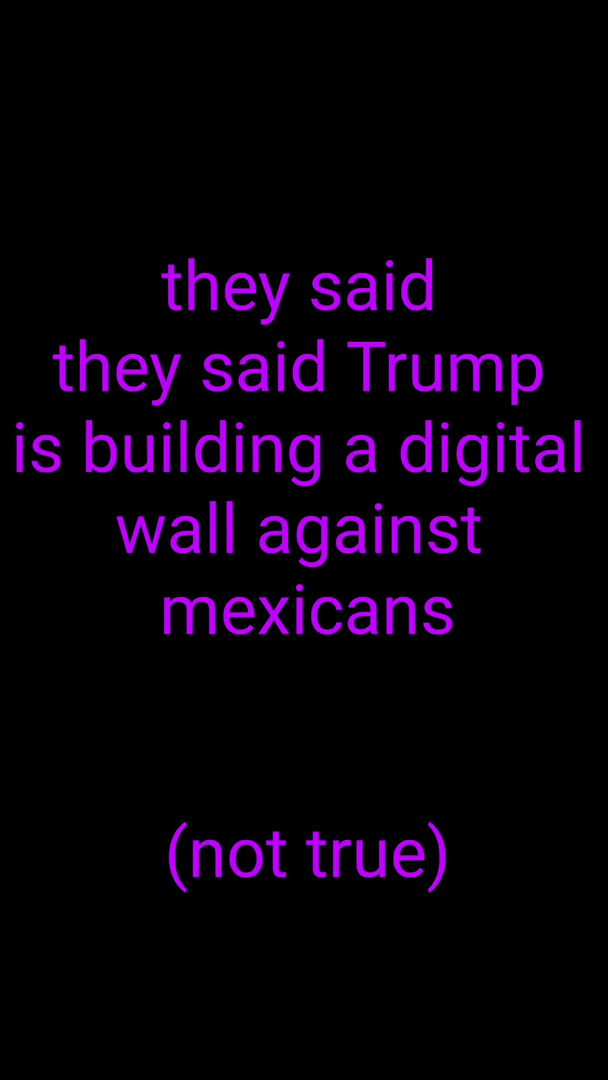 they said
they said Trump
is building a digital
wall against
mexicans
(not true)